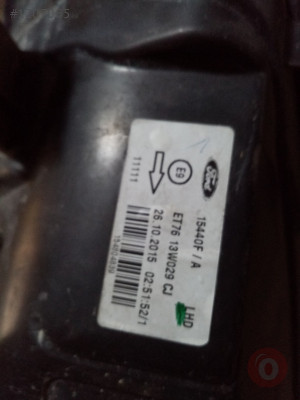 Ford
15440F / A
E9
11111
ET76 13W029 CJ
LHD
26.10.2015 02:51:52/1